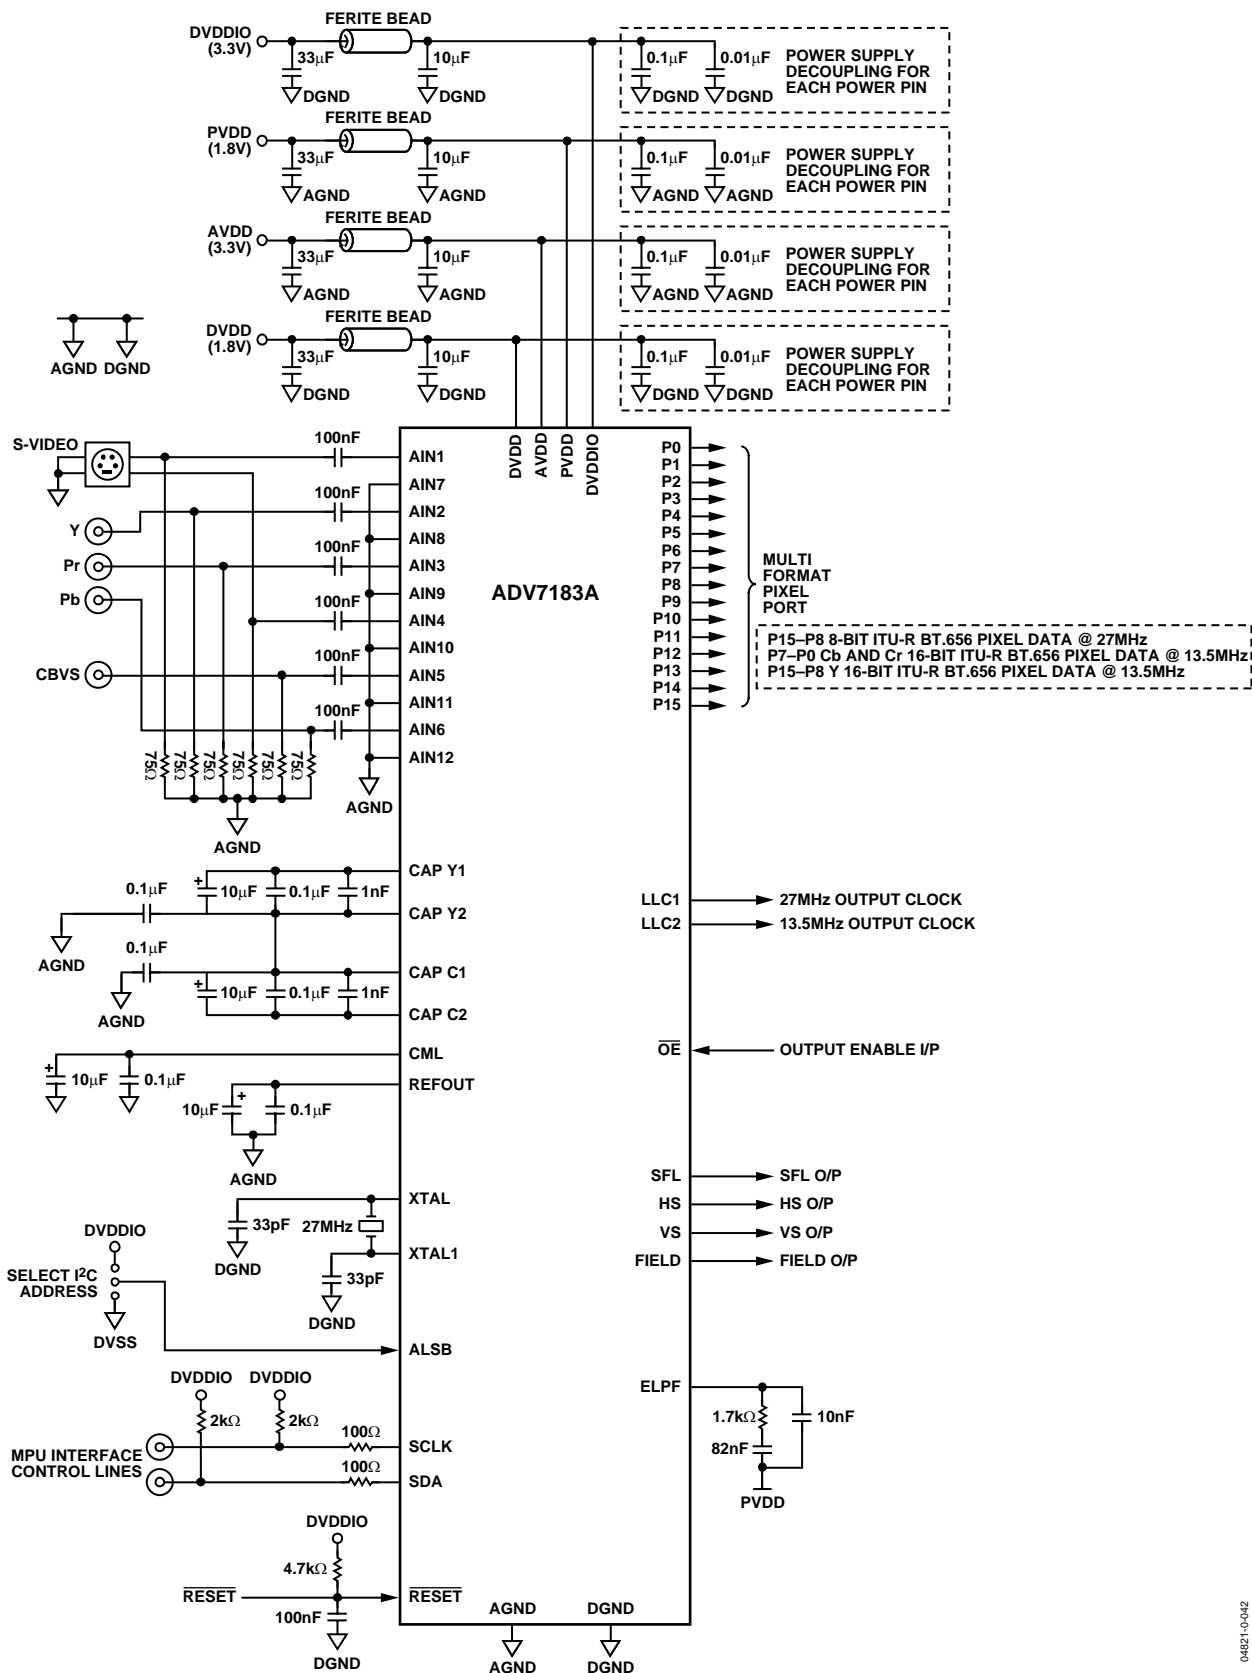 FERITE BEAD
DVDDIO
(3.3V)
33μF
10μF
0.1μF
0.01μF
DGND
DGND
DGND
DGND
POWER SUPPLY
DECOUPLING FOR
EACH POWER PIN
FERITE BEAD
PVDD
(1.8V)
33μF
10μF
0.1μF
0.01μF
AGND
AGND
AGND
AGND
POWER SUPPLY
DECOUPLING FOR
EACH POWER PIN
FERITE BEAD
AVDD
(3.3V)
33μF
10μF
0.1μF
0.01μF
AGND
AGND
AGND
AGND
POWER SUPPLY
DECOUPLING FOR
EACH POWER PIN
FERITE BEAD
DVDD
(1.8V)
33μF
10μF
0.1μF
0.01μF
DGND
DGND
DGND
DGND
POWER SUPPLY
DECOUPLING FOR
EACH POWER PIN
AGND DGND
S-VIDEO
Y
Pr
Pb
CBVS
100nF
100nF
100nF
100nF
100nF
100nF
75Ω
75Ω
75Ω
75Ω
75Ω
75Ω
AGND
AGND
AIN1
AIN7
AIN2
AIN8
AIN3
AIN9
AIN4
AIN10
AIN5
AIN11
AIN6
AIN12
DVDD
AVDD
PVDD
DVDDIO
ADV7183A
P0
P1
P2
P3
P4
P5
P6
P7
P8
P9
P10
P11
P12
P13
P14
P15
MULTI
FORMAT
PIXEL
PORT
P15–P8 8-BIT ITU-R BT.656 PIXEL DATA @ 27MHz
P7–P0 Cb AND Cr 16-BIT ITU-R BT.656 PIXEL DATA @ 13.5MHz
P15–P8 Y 16-BIT ITU-R BT.656 PIXEL DATA @ 13.5MHz
CAP Y1
0.1μF
+
10μF
0.1μF
1nF
CAP Y2
AGND
0.1μF
CAP C1
+
10μF
0.1μF
1nF
AGND
CAP C2
CML
+
10μF
0.1μF
REFOUT
10μF
+
0.1μF
AGND
LLC1
27MHz OUTPUT CLOCK
LLC2
13.5MHz OUTPUT CLOCK
OE
OUTPUT ENABLE I/P
SFL
SFL O/P
HS
HS O/P
VS
VS O/P
FIELD
FIELD O/P
XTAL
33pF
27MHz
DGND
XTAL1
33pF
DGND
DVDDIO
SELECT I²C
ADDRESS
DVSS
ALSB
DVDDIO
DVDDIO
2kΩ
2kΩ
MPU INTERFACE
CONTROL LINES
100Ω
SCLK
100Ω
SDA
ELPF
1.7kΩ
10nF
82nF
PVDD
DVDDIO
4.7kΩ
RESET
RESET
100nF
DGND
AGND
DGND
AGND
DGND
04821-0-042